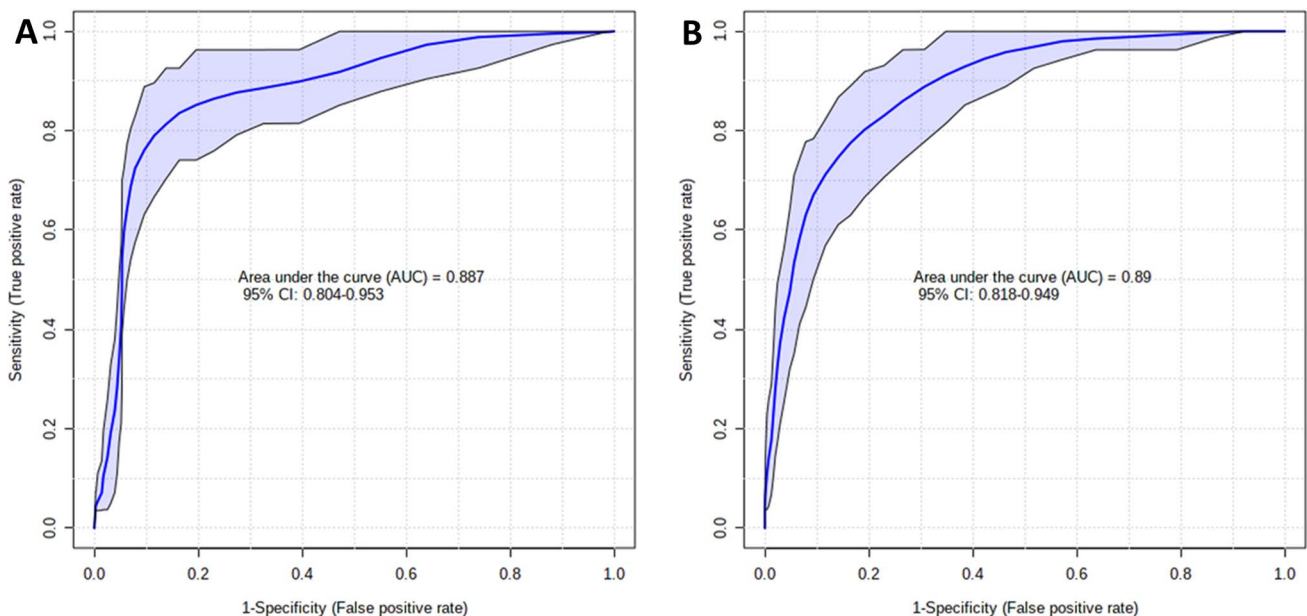 A
1.0
0.8
0.6
0.4
0.2
0.0
Sensitivity (True positive rate)
Area under the curve (AUC) = 0.887
95% CI: 0.804-0.953
0.0 0.2 0.4 0.6 0.8 1.0
1-Specificity (False positive rate)
B
1.0
0.8
0.6
0.4
0.2
0.0
Sensitivity (True positive rate)
Area under the curve (AUC) = 0.89
95% CI: 0.818-0.949
0.0 0.2 0.4 0.6 0.8 1.0
1-Specificity (False positive rate)